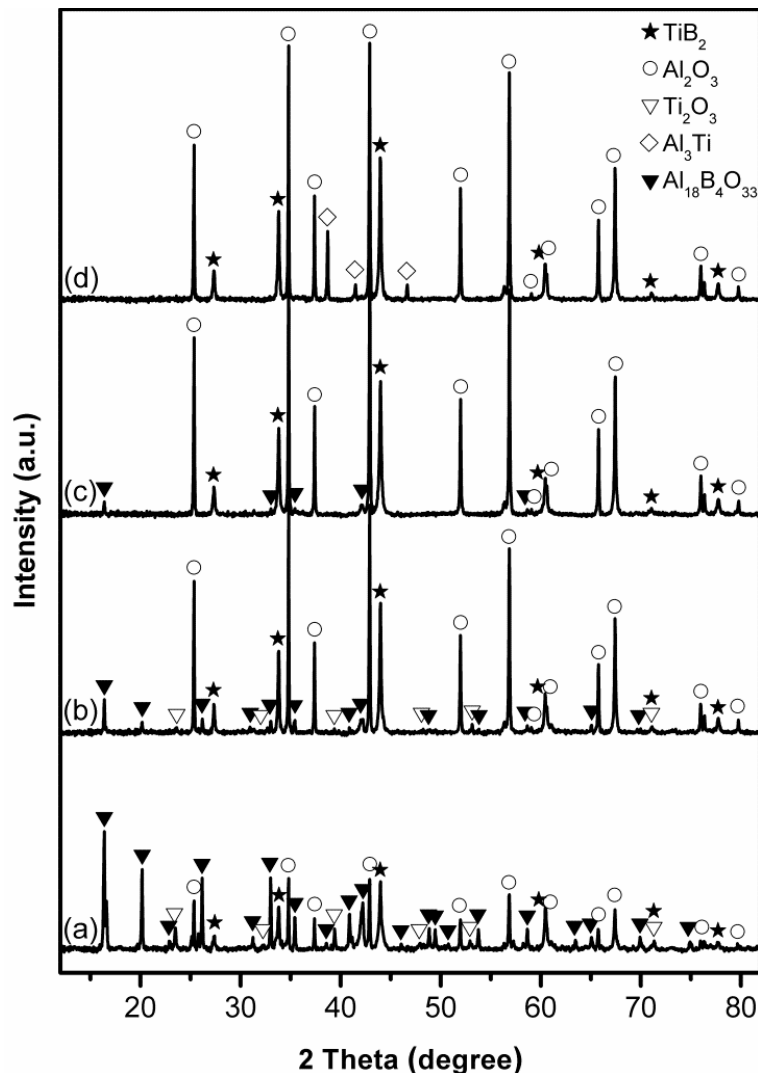 ★ TiB₂
○ Al₂O₃
▽ Ti₂O₃
◇ Al₃Ti
▼ Al₁₈B₄O₃₃
(d)
(c)
(b)
(a)
Intensity (a.u.)
20 30 40 50 60 70 80
2 Theta (degree)